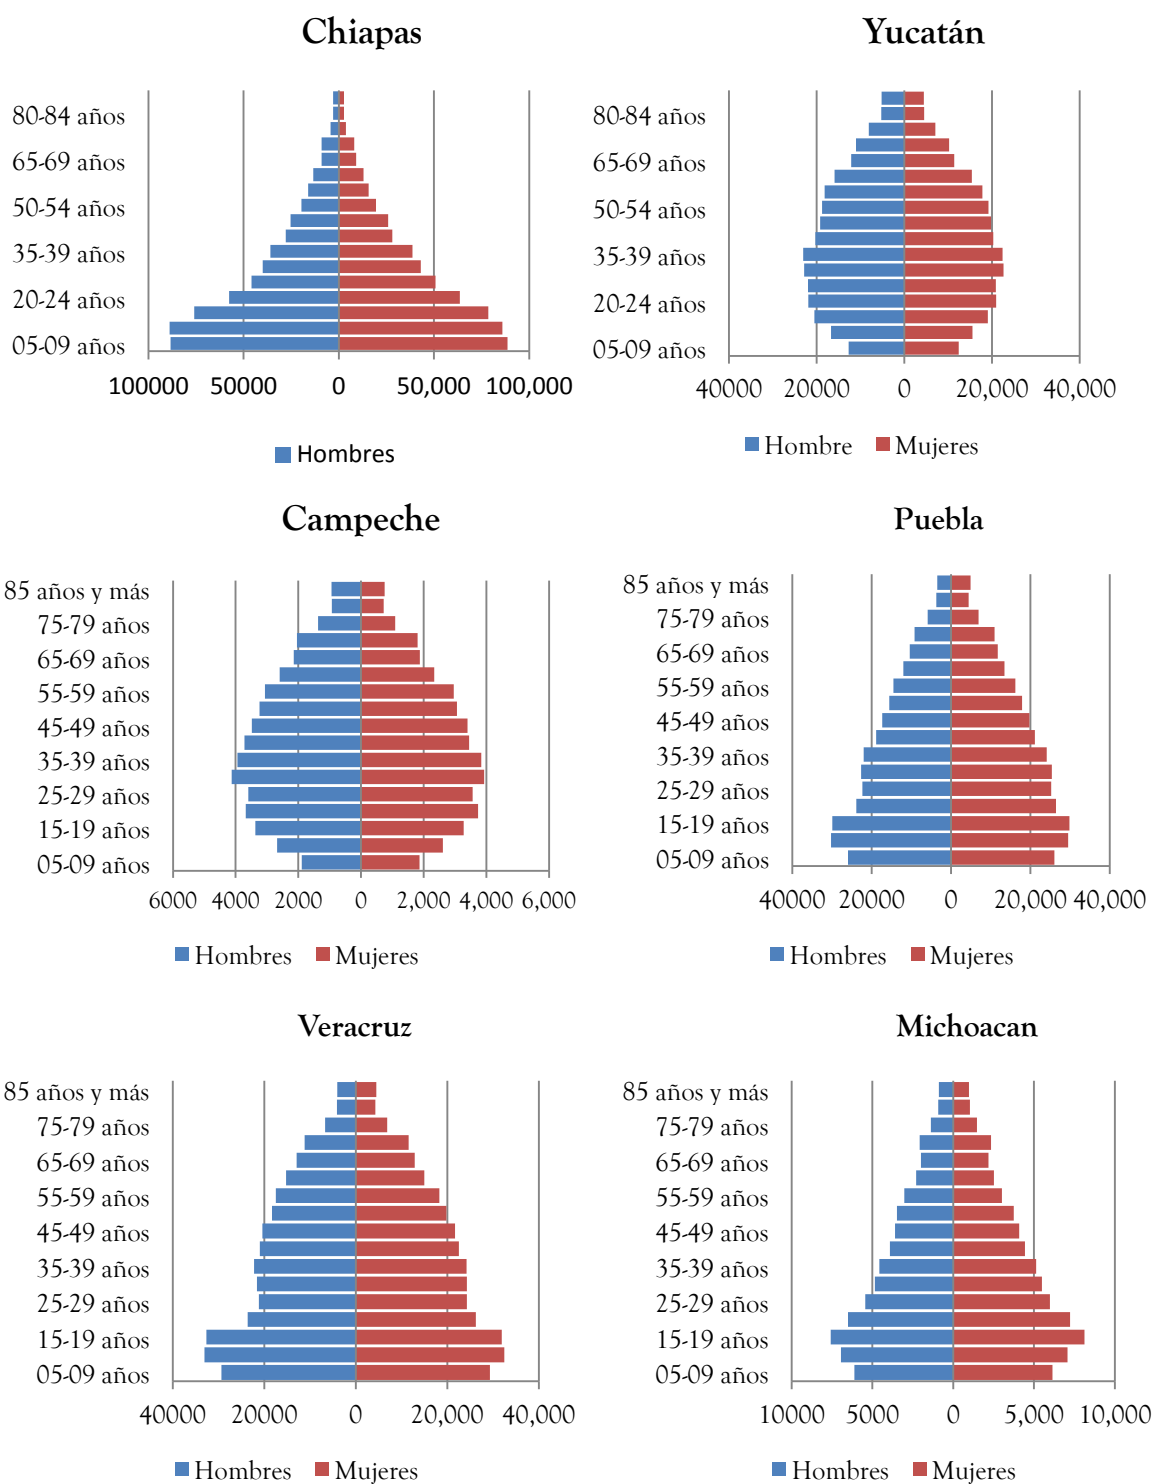 Chiapas
80-84 años
65-69 años
50-54 años
35-39 años
20-24 años
05-09 años
100000 50000 0 50,000 100,000
Hombres
Yucatán
80-84 años
65-69 años
50-54 años
35-39 años
20-24 años
05-09 años
40000 20000 0 20,000 40,000
Hombre Mujeres
Campeche
85 años y más
75-79 años
65-69 años
55-59 años
45-49 años
35-39 años
25-29 años
15-19 años
05-09 años
6000 4000 2000 0 2,000 4,000 6,000
Hombres Mujeres
Puebla
85 años y más
75-79 años
65-69 años
55-59 años
45-49 años
35-39 años
25-29 años
15-19 años
05-09 años
40000 20000 0 20,000 40,000
Hombres Mujeres
Veracruz
85 años y más
75-79 años
65-69 años
55-59 años
45-49 años
35-39 años
25-29 años
15-19 años
05-09 años
40000 20000 0 20,000 40,000
Hombres Mujeres
Michoacan
85 años y más
75-79 años
65-69 años
55-59 años
45-49 años
35-39 años
25-29 años
15-19 años
05-09 años
10000 5000 0 5,000 10,000
Hombres Mujeres